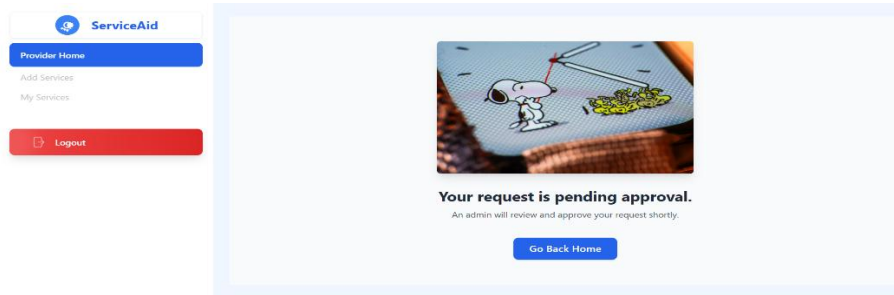 ServiceAid
Provider Home
Add Services
My Services
Logout
Your request is pending approval.
An admin will review and approve your request shortly.
Go Back Home